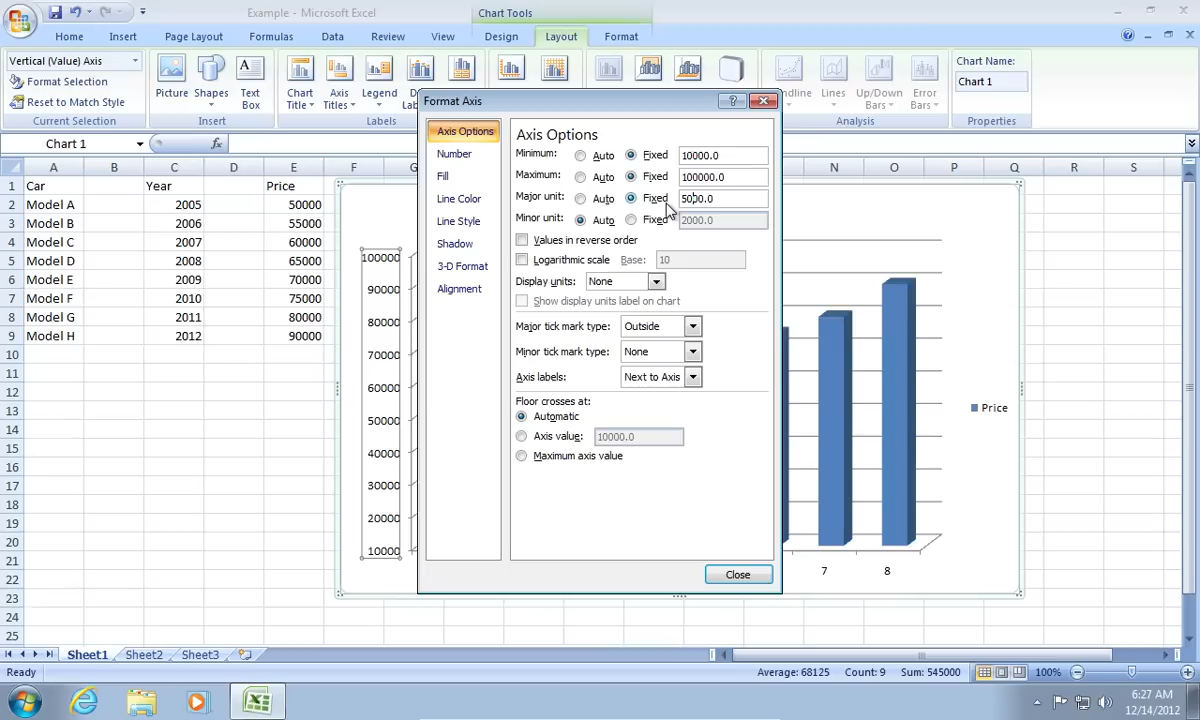 Example - Microsoft Excel
Chart Tools
Home Insert Page Layout Formulas Data Review View Design Layout Format
Vertical (Value) Axis
Format Selection
Reset to Match Style
Current Selection
Picture Shapes Text Box
Insert
Chart Title Axis Titles Legend
Labels
Lines Up/Down Bars Error Bars
Analysis
Chart Name:
Chart 1
Properties
Chart 1 fx
A B C D E F G N O P Q R S
1 Car Year Price
2 Model A 2005 50000
3 Model B 2006 55000
4 Model C 2007 60000
5 Model D 2008 65000
6 Model E 2009 70000
7 Model F 2010 75000
8 Model G 2011 80000
9 Model H 2012 90000
10
11
12
13
14
15
16
17
18
19
20
21
22
23
24
25
100000
90000
80000
70000
60000
50000
40000
30000
20000
10000
7 8
Price
Format Axis
Axis Options
Number
Fill
Line Color
Line Style
Shadow
3-D Format
Alignment
Axis Options
Minimum: Auto Fixed 10000.0
Maximum: Auto Fixed 100000.0
Major unit: Auto Fixed 5000.0
Minor unit: Auto Fixed 2000.0
Values in reverse order
Logarithmic scale Base: 10
Display units: None
Show display units label on chart
Major tick mark type: Outside
Minor tick mark type: None
Axis labels: Next to Axis
Floor crosses at:
Automatic
Axis value: 10000.0
Maximum axis value
Close
Sheet1 Sheet2 Sheet3
Ready Average: 68125 Count: 9 Sum: 545000 100%
6:27 AM
12/14/2012